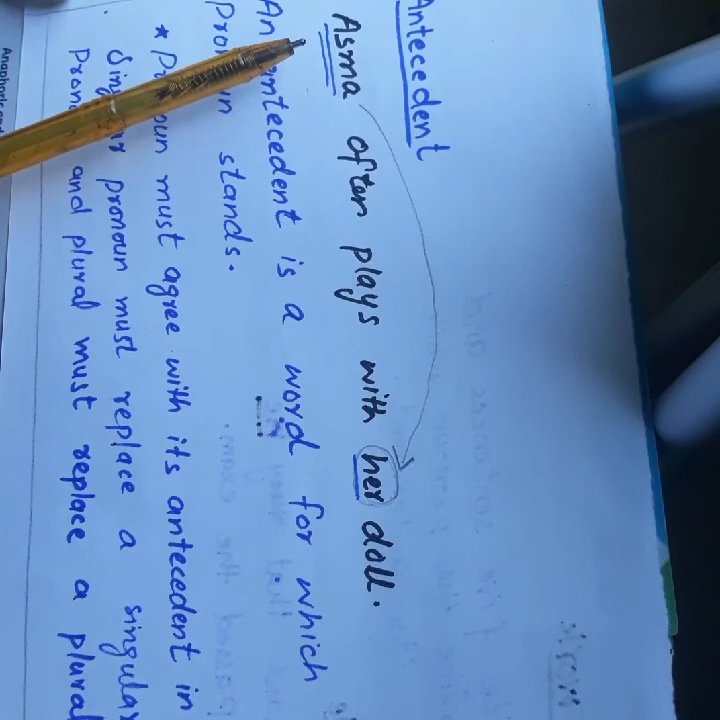 Antecedent
Asma often plays with her doll.
An antecedent is a word for which
stands.
must agree with its antecedent in
pronoun must replace a singular
and plural must replace a plural